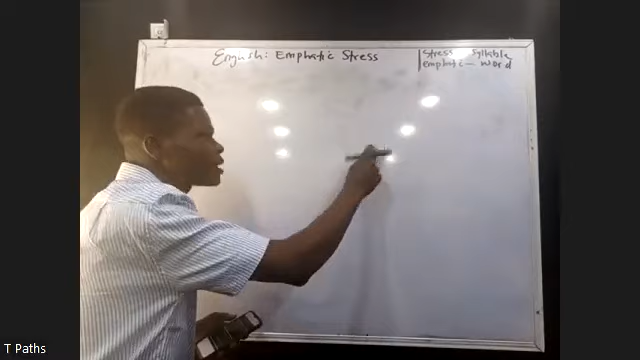 English: Emphatic Stress
Stress — Syllable
emphatic — word
T Paths